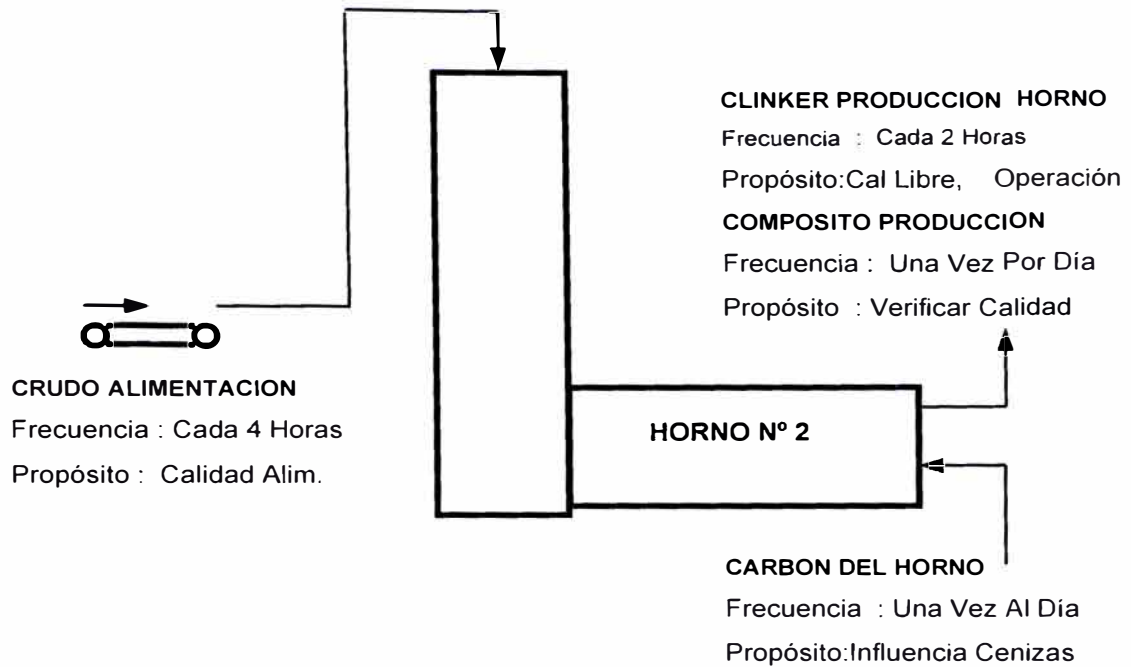 CLINKER PRODUCCION HORNO
Frecuencia : Cada 2 Horas
Propósito:Cal Libre, Operación
COMPOSITO PRODUCCION
Frecuencia : Una Vez Por Día
Propósito : Verificar Calidad
CRUDO ALIMENTACION
Frecuencia : Cada 4 Horas
Propósito : Calidad Alim.
HORNO Nº 2
CARBON DEL HORNO
Frecuencia : Una Vez Al Día
Propósito:Influencia Cenizas